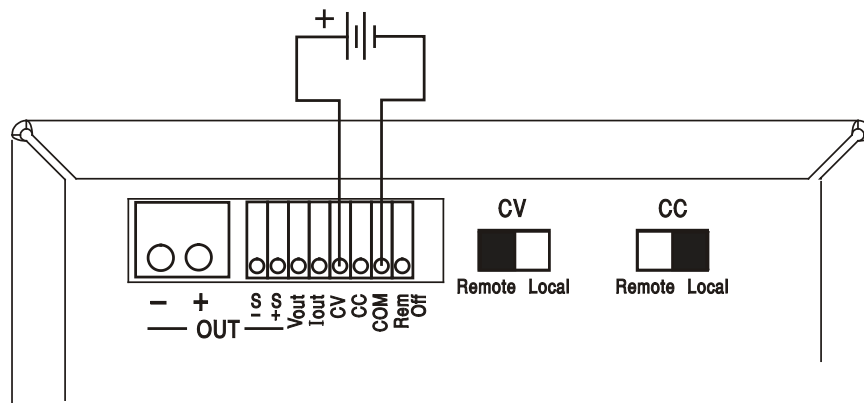 +
CV CC
Remote Local Remote Local
- +
OUT
S - S + Vout Iout CV CC COM Rem Off